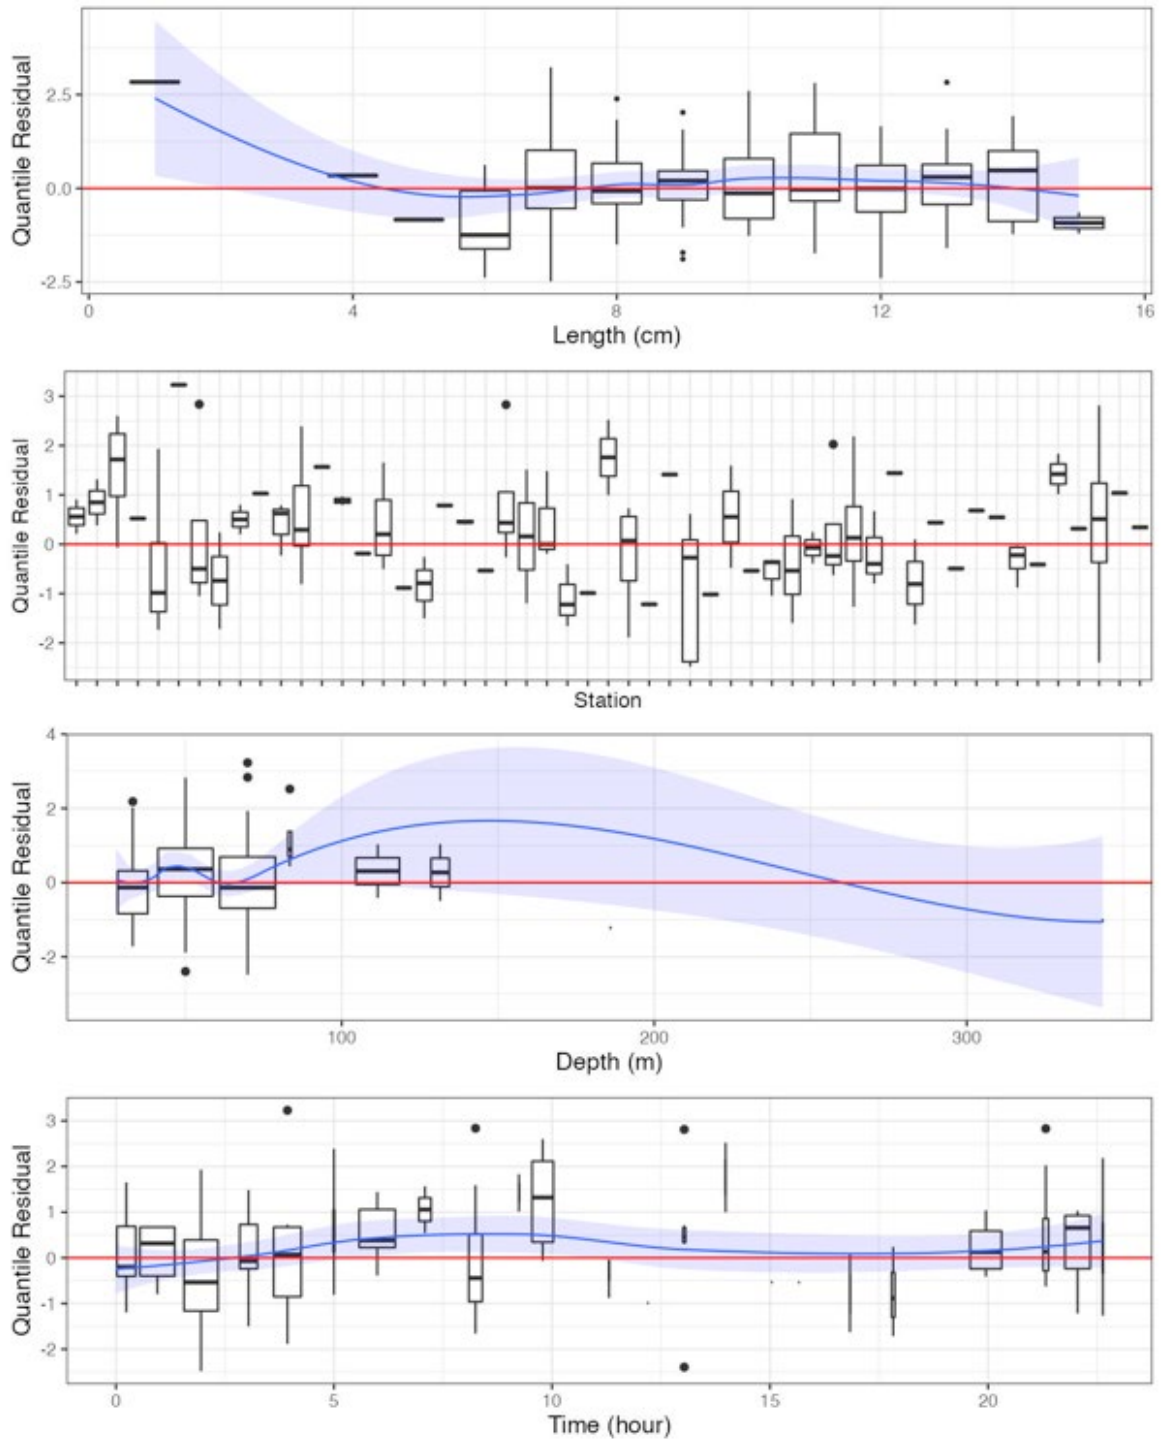 Quantile Residual
2.5
0.0
-2.5
0 4 8 12 16
Length (cm)
Quantile Residual
3
2
1
0
-1
-2
Station
Quantile Residual
4
2
0
-2
100 200 300
Depth (m)
Quantile Residual
3
2
1
0
-1
-2
0 5 10 15 20
Time (hour)